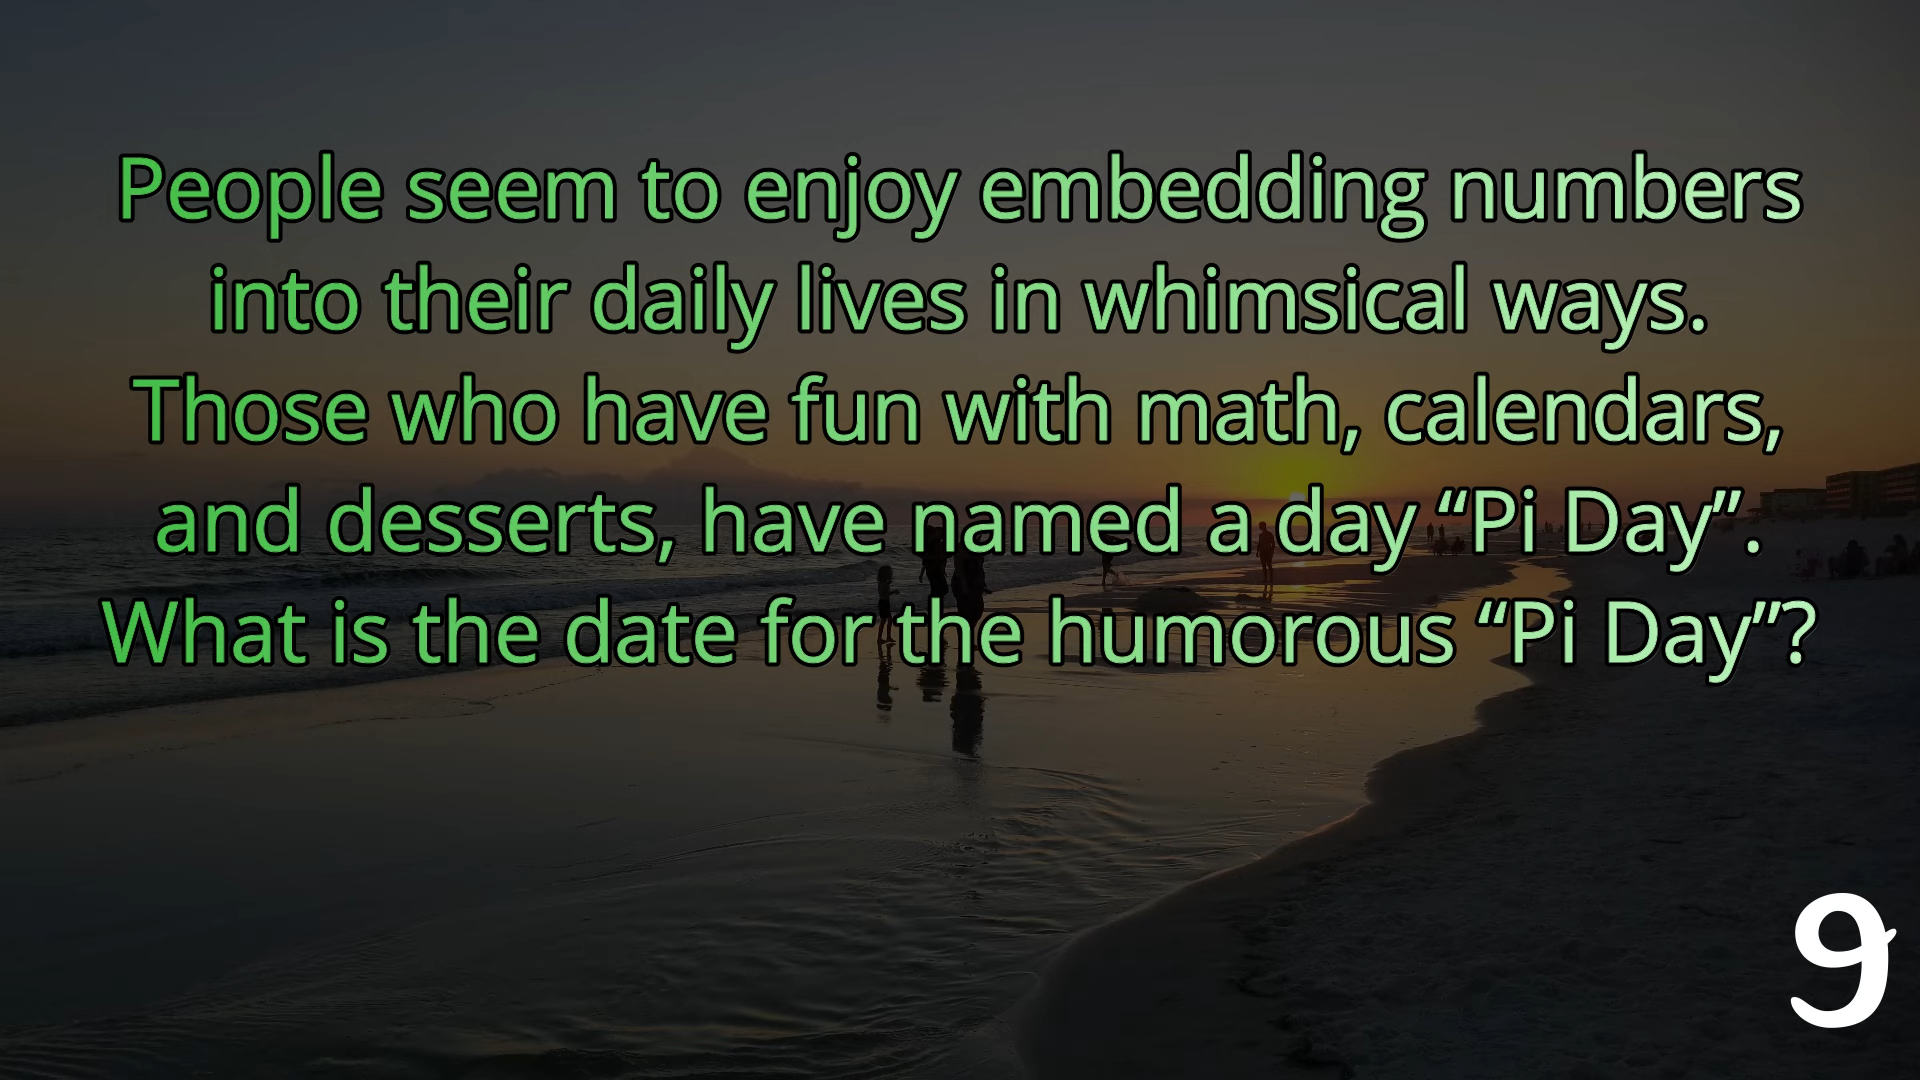 People seem to enjoy embedding numbers
into their daily lives in whimsical ways.
Those who have fun with math, calendars,
and desserts, have named a day “Pi Day”.
What is the date for the humorous “Pi Day”?
9